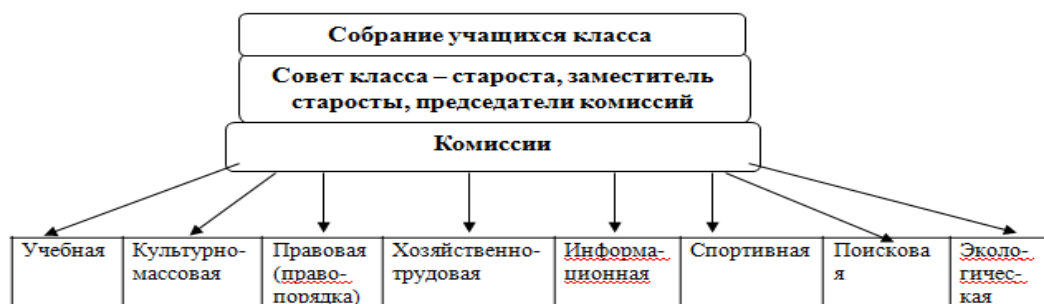 Собрание учащихся класса
Совет класса – староста, заместитель
старосты, председатели комиссий
Комиссии
Учебная
Культурно-
массовая
Правовая
(право-
порядка)
Хозяйственно-
трудовая
Информа-
ционная
Спортивная
Поискова
я
Эколо-
гичес-
кая